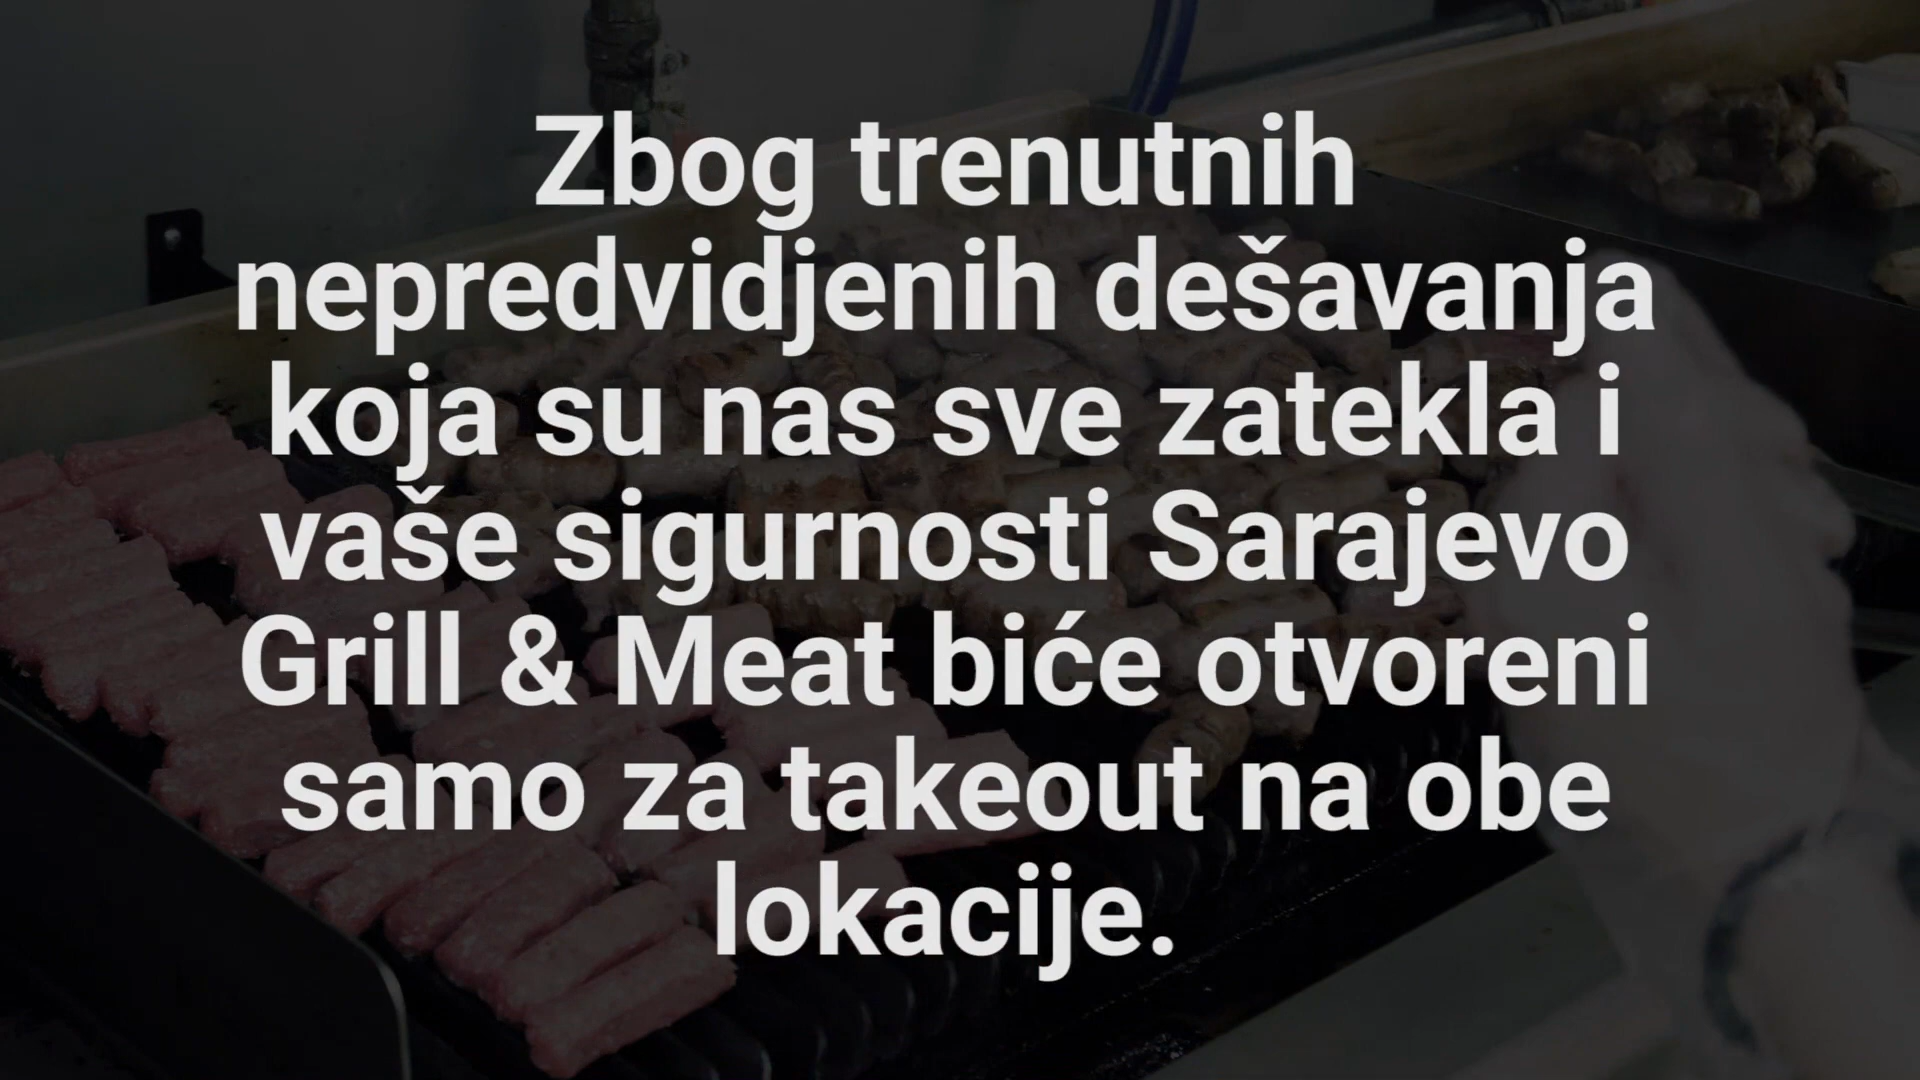 Zbog trenutnih
nepredvidjenih dešavanja
koja su nas sve zatekla i
vaše sigurnosti Sarajevo
Grill & Meat biće otvoreni
samo za takeout na obe
lokacije.